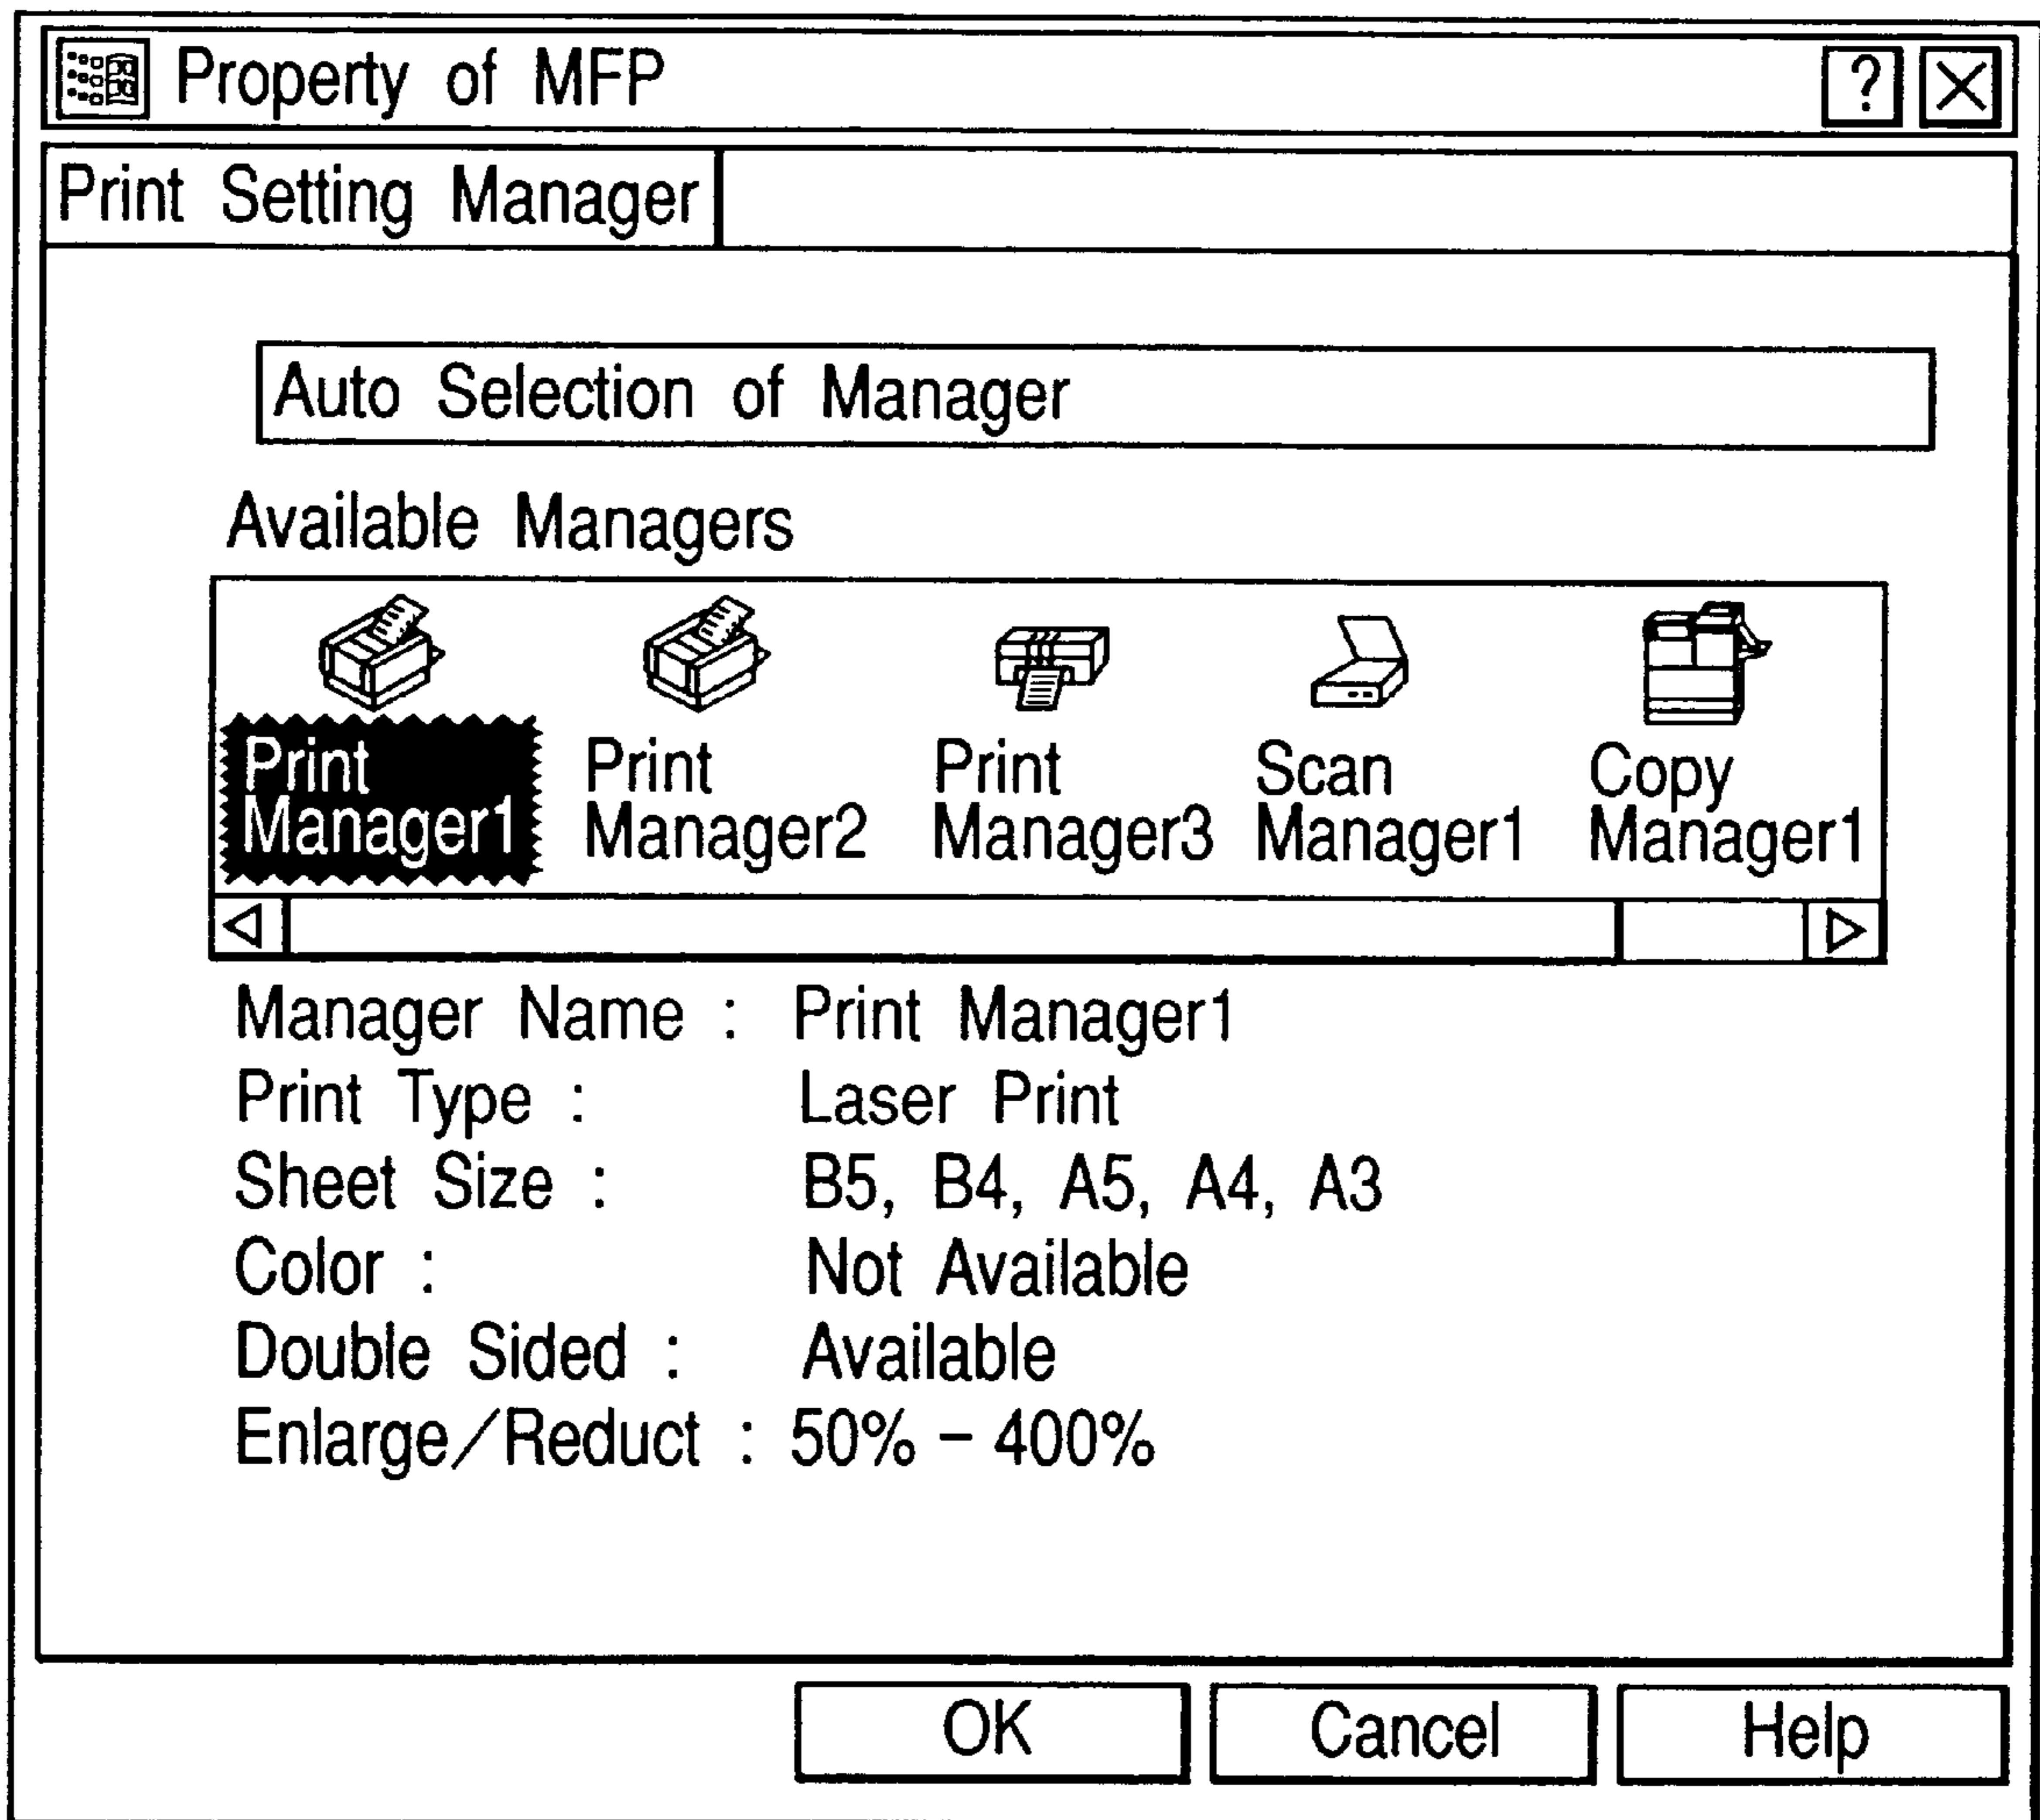 Property of MFP ?
Print Setting Manager
Auto Selection of Manager
Available Managers
Print Print Print Scan Copy
Manager1 Manager2 Manager3 Manager1 Manager1
Manager Name : Print Manager1
Print Type : Laser Print
Sheet Size : B5, B4, A5, A4, A3
Color : Not Available
Double Sided : Available
Enlarge/Reduct : 50% – 400%
OK Cancel Help